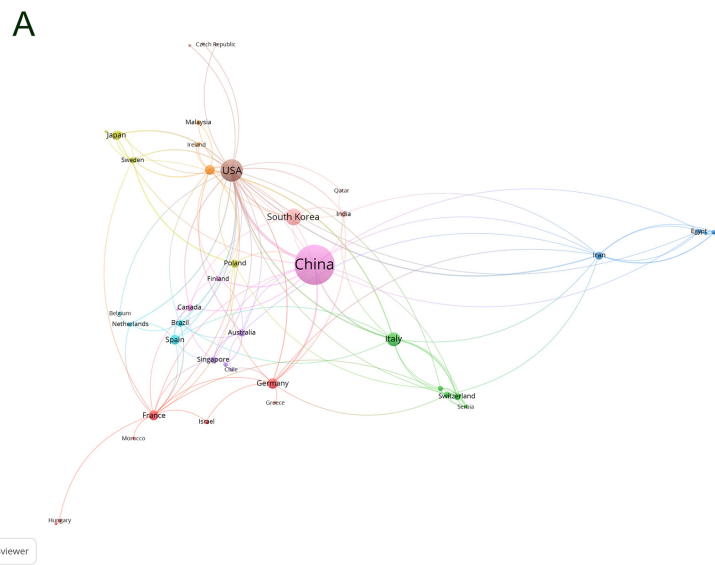 A
Czech Republic
Malaysia
Japan
Ireland
Sweden
USA
Qatar
South Korea
India
Egypt
Iran
Poland
China
Finland
Canada
Belgium
Netherlands
Brazil
Australia
Spain
Italy
Singapore
Chile
Germany
Switzerland
Greece
Serbia
France
Israel
Morocco
Hungary
viewer